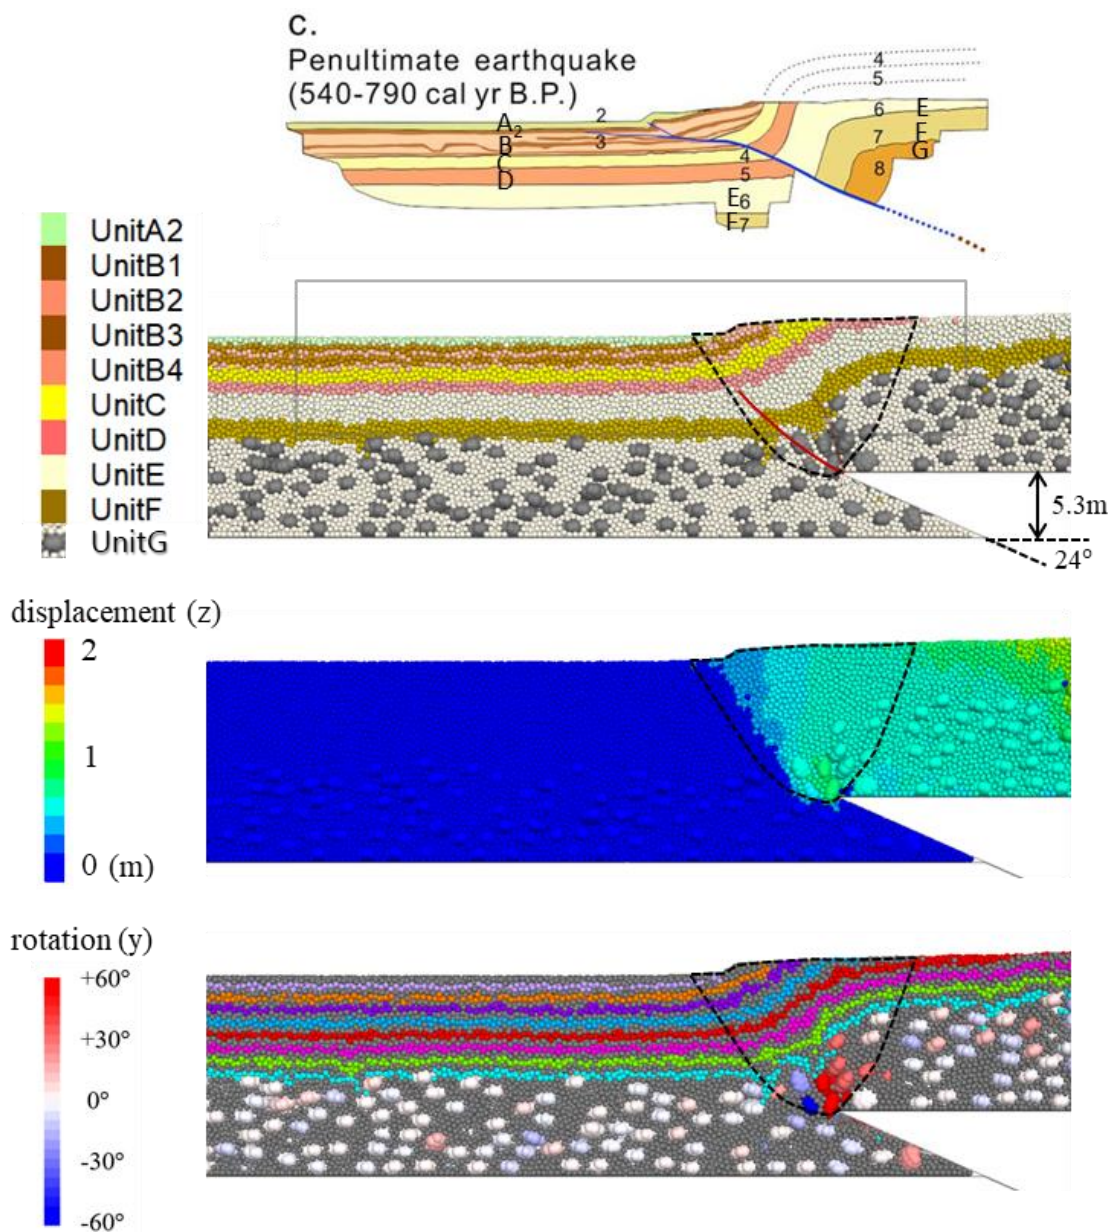 C.
Penultimate earthquake
(540-790 cal yr B.P.)
4
5
2
A2
6 E
B 3
7 F
C 4
G
8
D 5
E6
F7
UnitA2
UnitB1
UnitB2
UnitB3
UnitB4
UnitC
UnitD
UnitE
UnitF
UnitG
5.3m
24°
displacement (z)
2
1
0 (m)
rotation (y)
+60°
+30°
0°
-30°
-60°